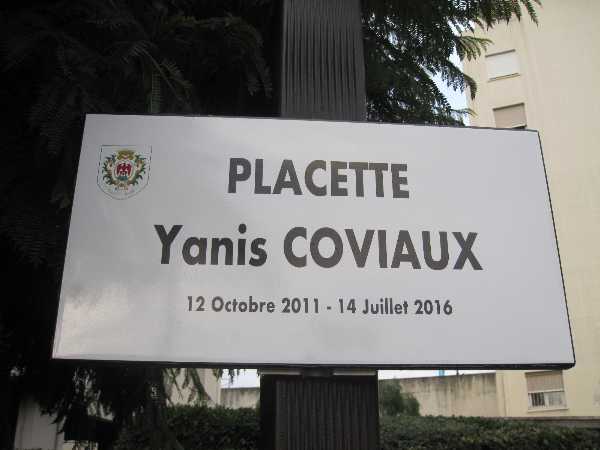 PLACETTE
Yanis COVIAUX
12 Octobre 2011 - 14 Juillet 2016